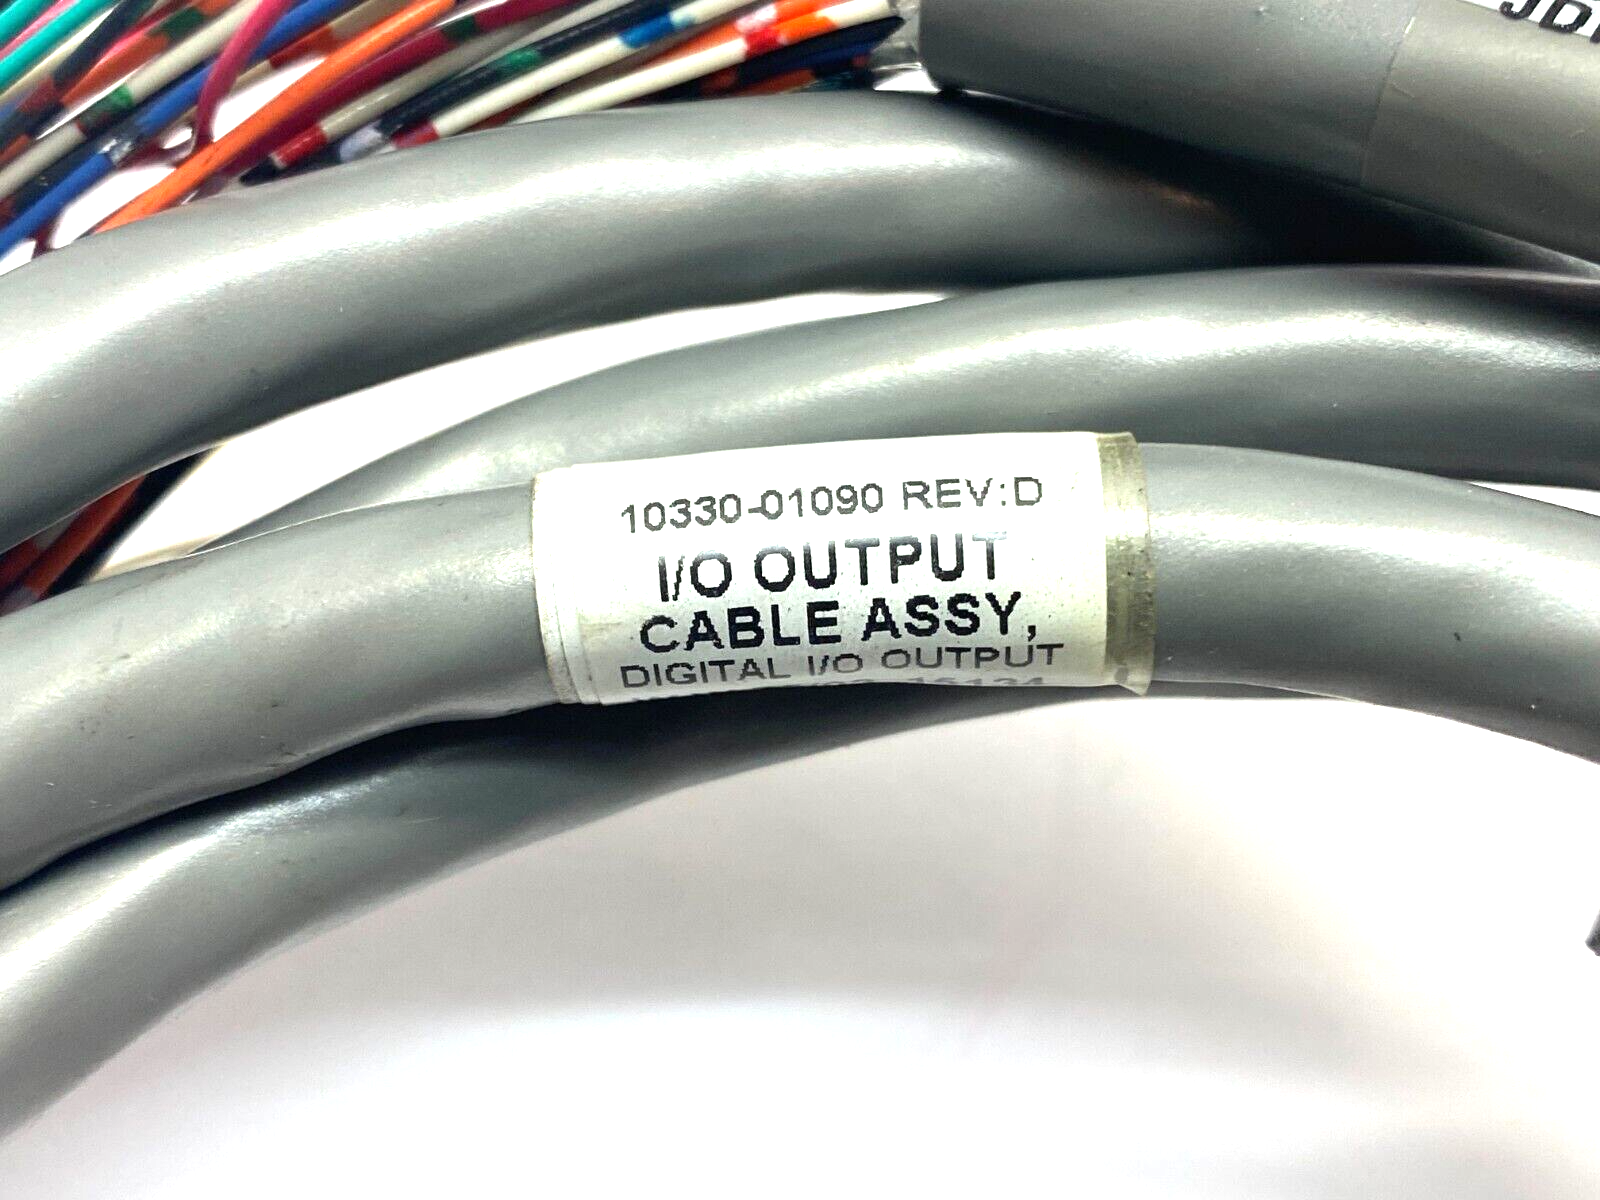 10330-01090 REV:D
I/O OUTPUT
CABLE ASSY,
DIGITAL I/O OUTPUT